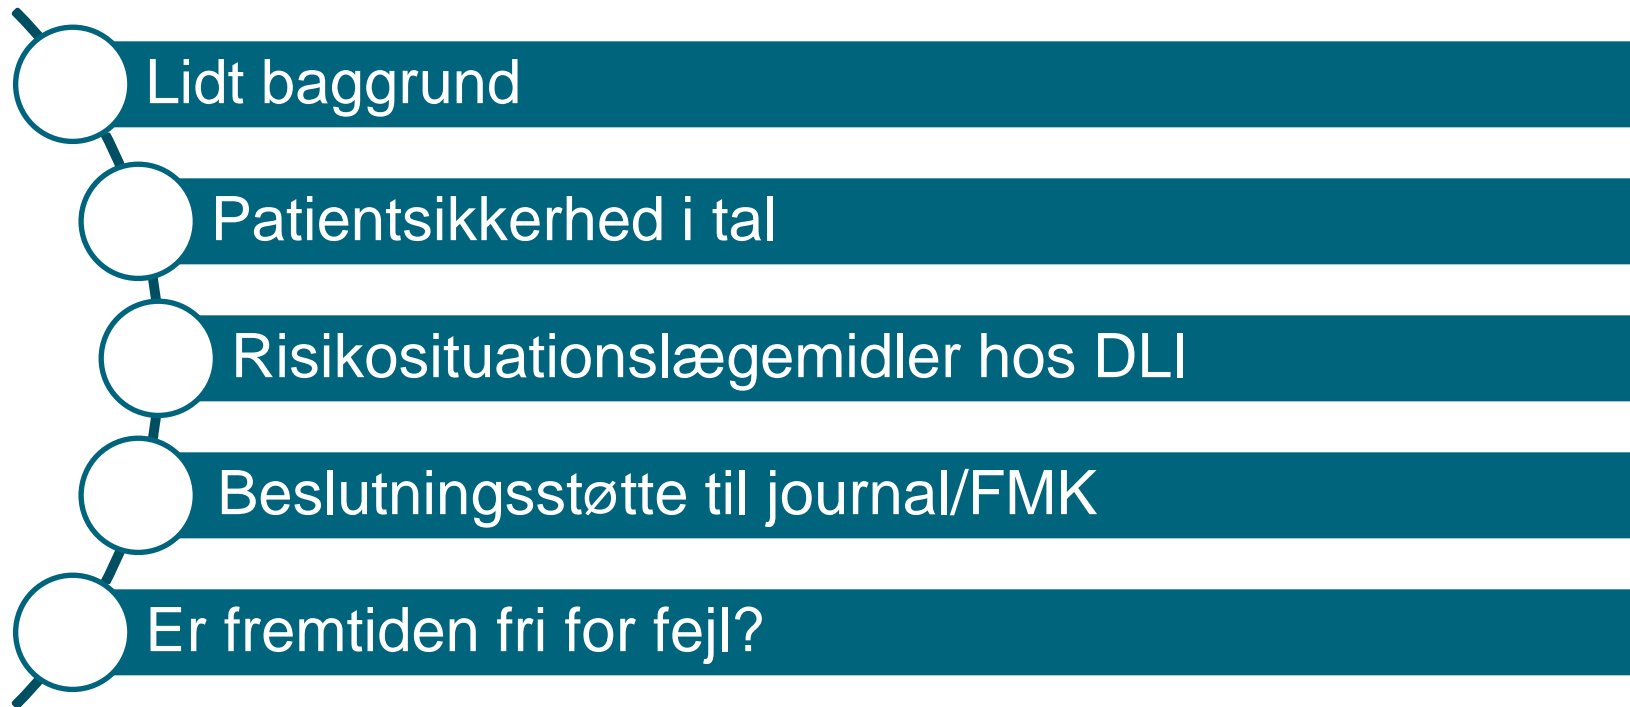 Lidt baggrund
Patientsikkerhed i tal
Risikosituationslægemidler hos DLI
Beslutningsstøtte til journal/FMK
Er fremtiden fri for fejl?